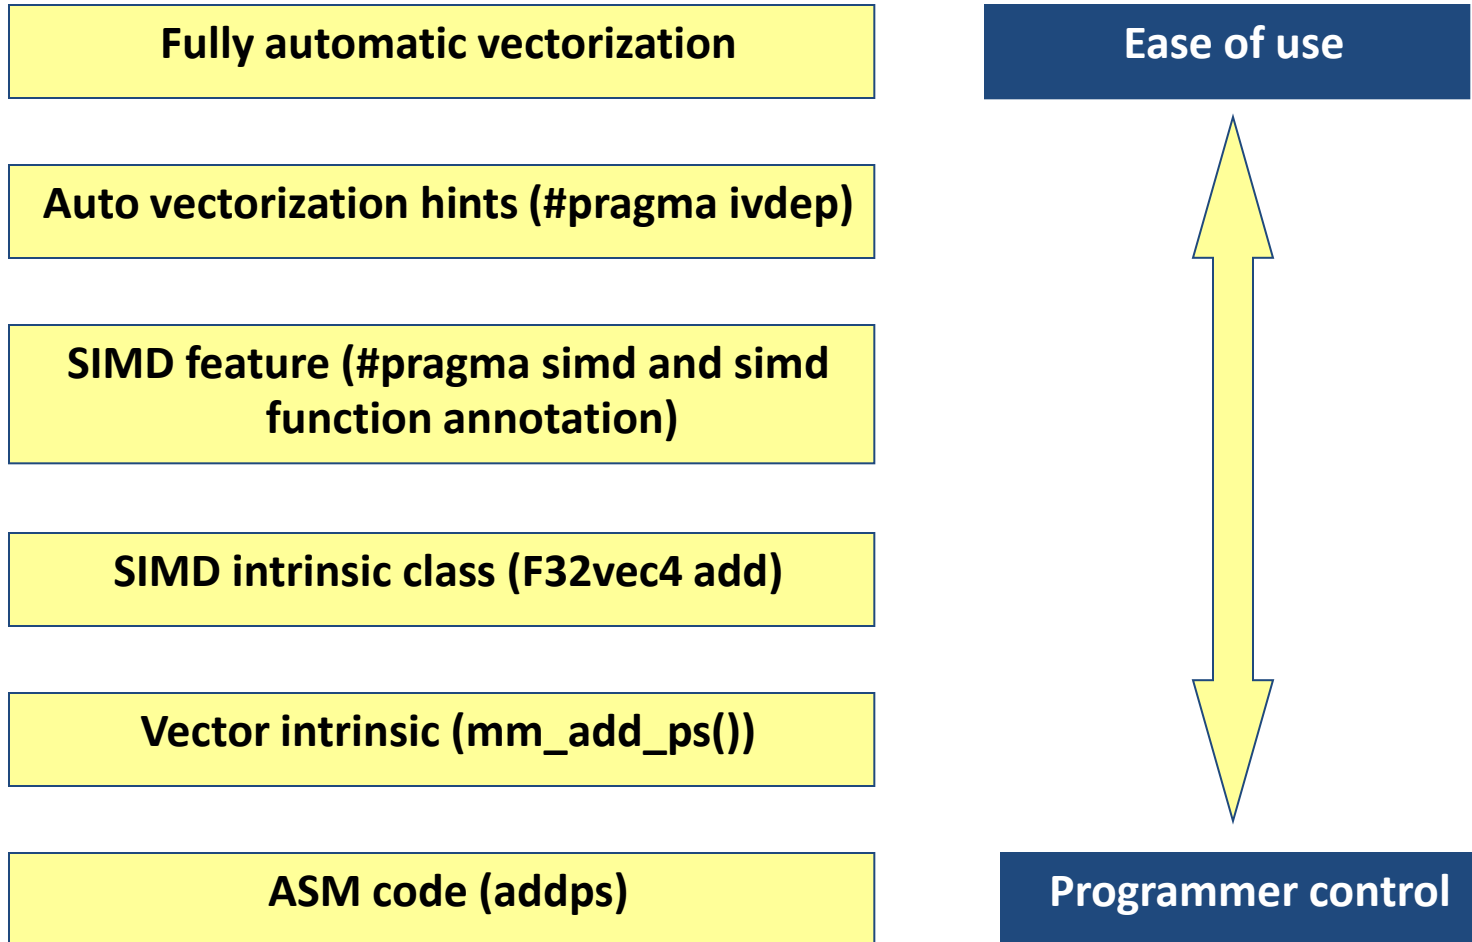 Fully automatic vectorization
Ease of use
Auto vectorization hints (#pragma ivdep)
SIMD feature (#pragma simd and simd
function annotation)
SIMD intrinsic class (F32vec4 add)
Vector intrinsic (mm_add_ps())
ASM code (addps)
Programmer control